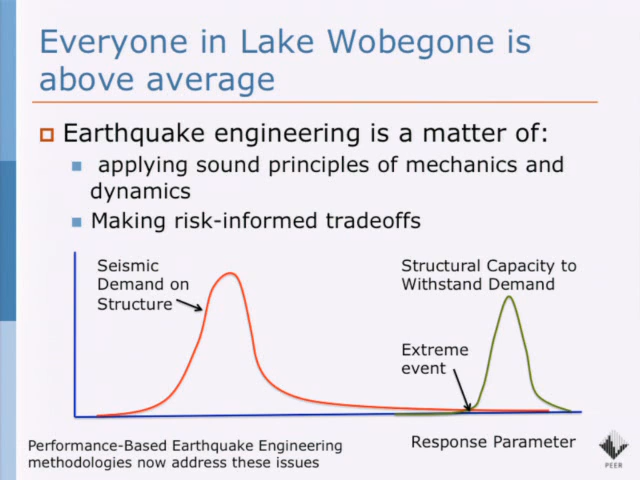 Everyone in Lake Wobegone is
above average
Earthquake engineering is a matter of:
applying sound principles of mechanics and
dynamics
Making risk-informed tradeoffs
Seismic
Demand on
Structure
Structural Capacity to
Withstand Demand
Extreme
event
Response Parameter
Performance-Based Earthquake Engineering
methodologies now address these issues
PEER